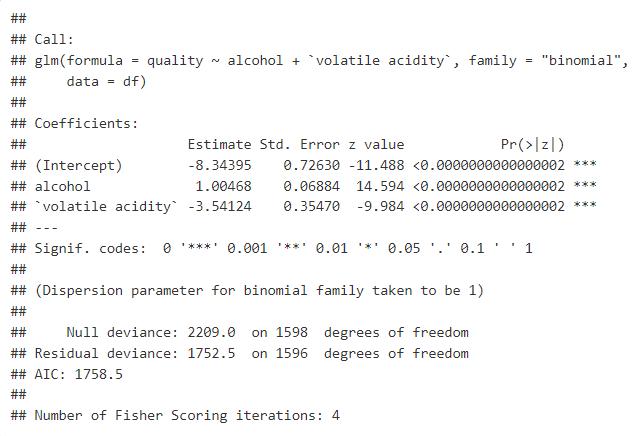 ##
## Call:
## glm(formula = quality ~ alcohol + `volatile acidity`, family = "binomial",
##     data = df)
##
## Coefficients:
##                    Estimate Std. Error z value            Pr(>|z|)
## (Intercept)        -8.34395    0.72630 -11.488 <0.0000000000000002 ***
## alcohol             1.00468    0.06884  14.594 <0.0000000000000002 ***
## `volatile acidity` -3.54124    0.35470  -9.984 <0.0000000000000002 ***
## ---
## Signif. codes:  0 '***' 0.001 '**' 0.01 '*' 0.05 '.' 0.1 ' ' 1
##
## (Dispersion parameter for binomial family taken to be 1)
##
##     Null deviance: 2209.0  on 1598  degrees of freedom
## Residual deviance: 1752.5  on 1596  degrees of freedom
## AIC: 1758.5
##
## Number of Fisher Scoring iterations: 4